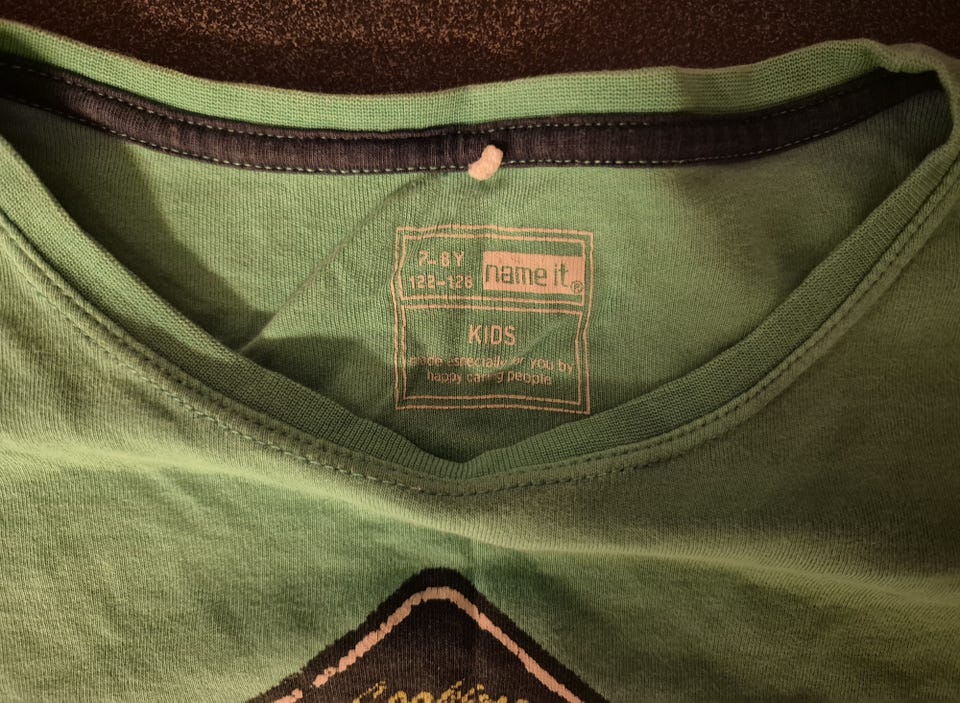 7-8Y
122-128
name it®
KIDS
made especially for you by
happy caring people